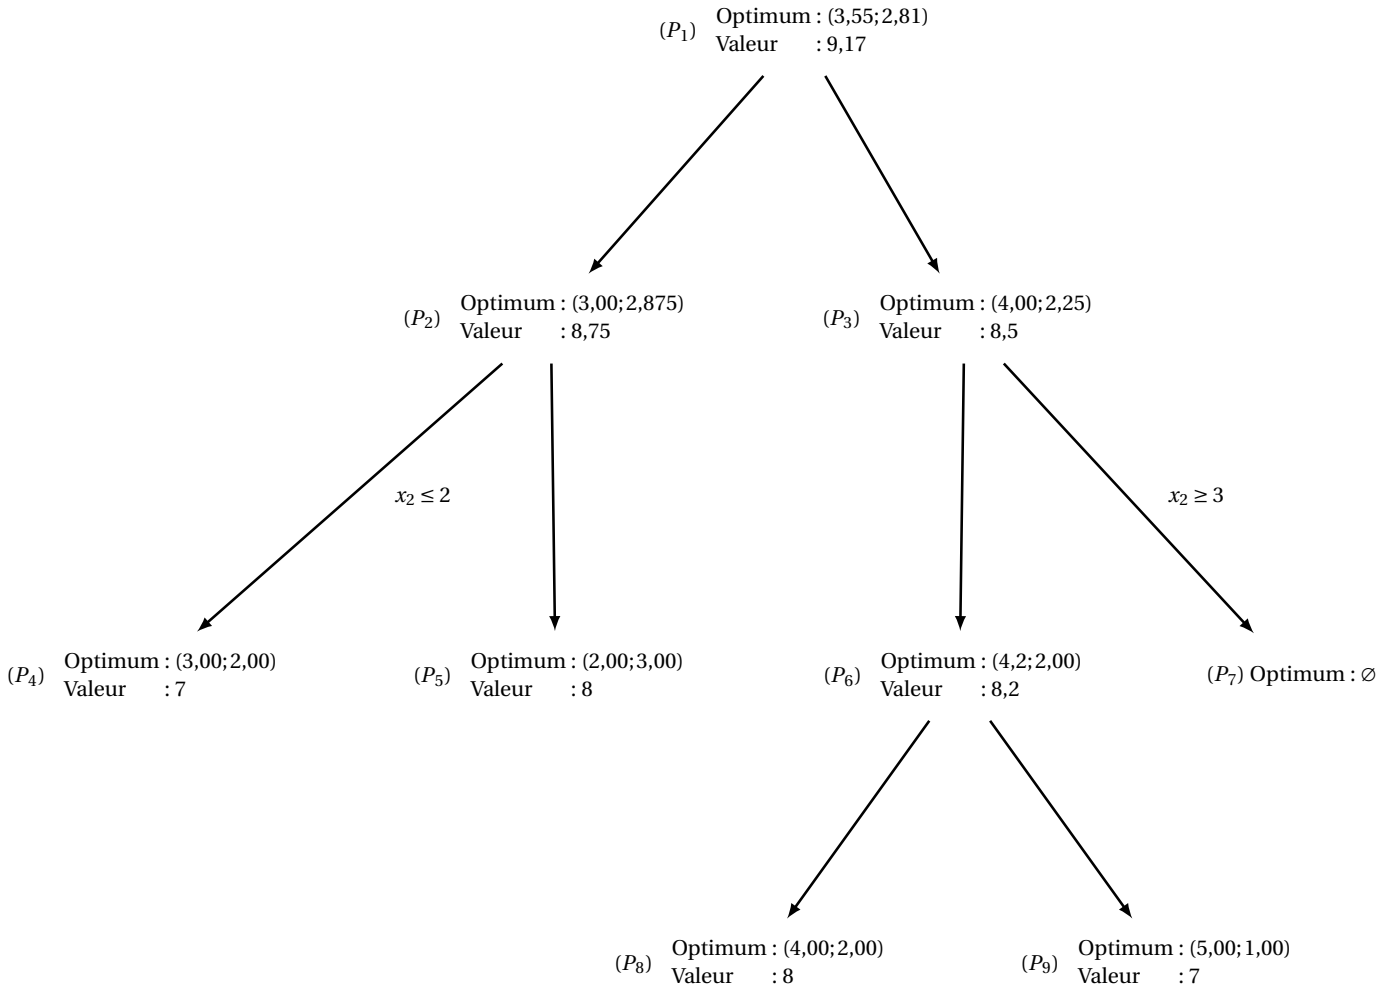 (P₁) Optimum : (3,55; 2,81)
Valeur : 9,17
(P₂) Optimum : (3,00; 2,875)
Valeur : 8,75
(P₃) Optimum : (4,00; 2,25)
Valeur : 8,5
x₂ ≤ 2
x₂ ≥ 3
(P₄) Optimum : (3,00; 2,00)
Valeur : 7
(P₅) Optimum : (2,00; 3,00)
Valeur : 8
(P₆) Optimum : (4,2; 2,00)
Valeur : 8,2
(P₇) Optimum : ∅
(P₈) Optimum : (4,00; 2,00)
Valeur : 8
(P₉) Optimum : (5,00; 1,00)
Valeur : 7